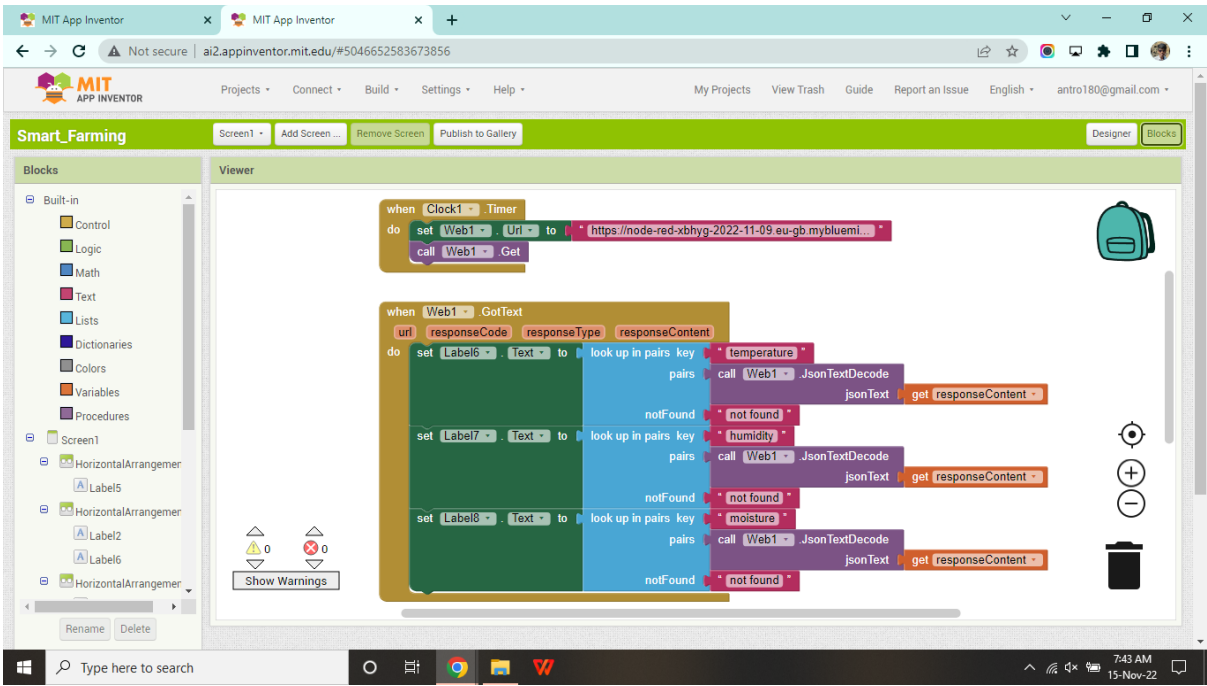 MIT App Inventor
MIT App Inventor
Not secure
ai2.appinventor.mit.edu/#5046652583673856
MIT
APP INVENTOR
Projects
Connect
Build
Settings
Help
My Projects
View Trash
Guide
Report an Issue
English
antro180@gmail.com
Smart_Farming
Screen1
Add Screen ...
Remove Screen
Publish to Gallery
Designer
Blocks
Blocks
Built-in
Control
Logic
Math
Text
Lists
Dictionaries
Colors
Variables
Procedures
Screen1
HorizontalArrangemer
Label5
HorizontalArrangemer
Label2
Label6
HorizontalArrangemer
Rename
Delete
Viewer
when Clock1 .Timer
do set Web1 . Url to " https://node-red-xbhyg-2022-11-09.eu-gb.mybluemi... "
call Web1 .Get
when Web1 .GotText
url responseCode responseType responseContent
do set Label6 . Text to look up in pairs key " temperature "
pairs call Web1 .JsonTextDecode
jsonText get responseContent
notFound " not found "
set Label7 . Text to look up in pairs key " humidity "
pairs call Web1 .JsonTextDecode
jsonText get responseContent
notFound " not found "
set Label8 . Text to look up in pairs key " moisture "
pairs call Web1 .JsonTextDecode
jsonText get responseContent
notFound " not found "
0
0
Show Warnings
Type here to search
7:43 AM
15-Nov-22